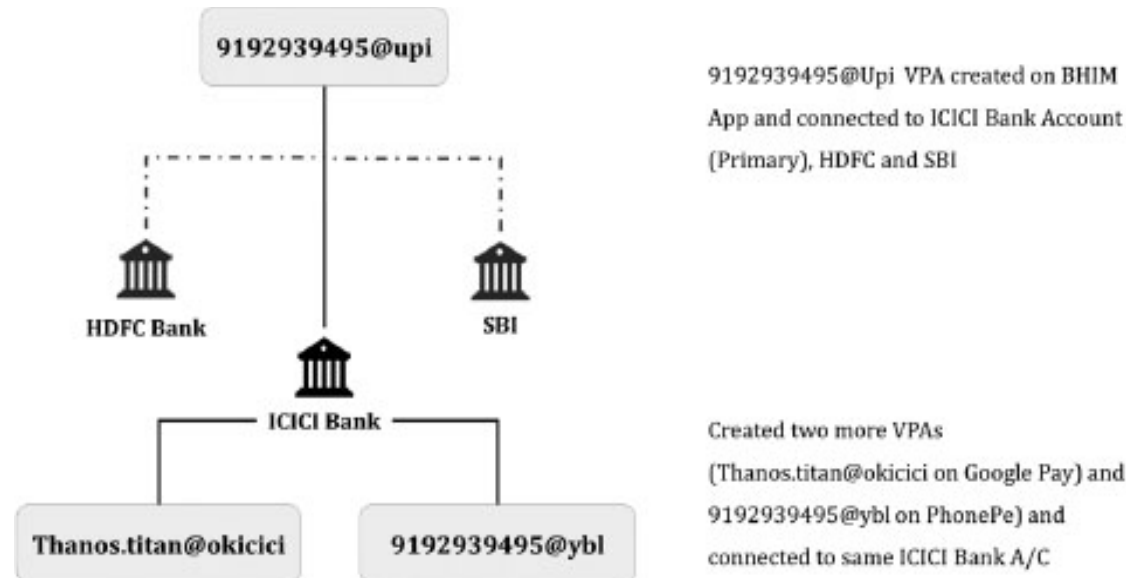 9192939495@upi
9192939495@Upi VPA created on BHIM
App and connected to ICICI Bank Account
(Primary), HDFC and SBI
HDFC Bank
SBI
ICICI Bank
Created two more VPAs
(Thanos.titan@okicici on Google Pay) and
9192939495@ybl on PhonePe) and
connected to same ICICI Bank A/C
Thanos.titan@okicici
9192939495@ybl